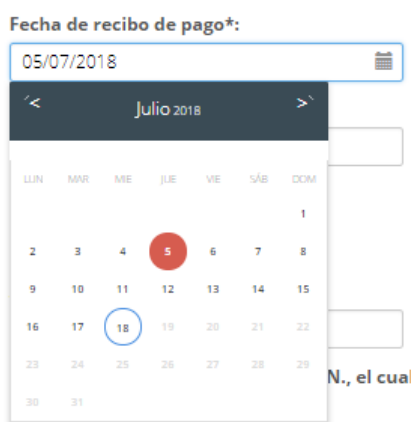 Fecha de recibo de pago*:
05/07/2018
Julio 2018
LUN MAR MIE JUE VIE SÁB DOM
1
2 3 4 5 6 7 8
9 10 11 12 13 14 15
16 17 18 19 20 21 22
23 24 25 26 27 28 29
N., el cual
30 31